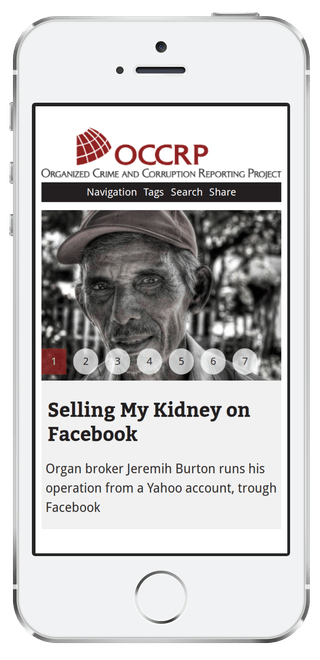 OCCRP
ORGANIZED CRIME AND CORRUPTION REPORTING PROJECT
Navigation Tags Search Share
1 2 3 4 5 6 7
Selling My Kidney on
Facebook
Organ broker Jeremih Burton runs his
operation from a Yahoo account, trough
Facebook